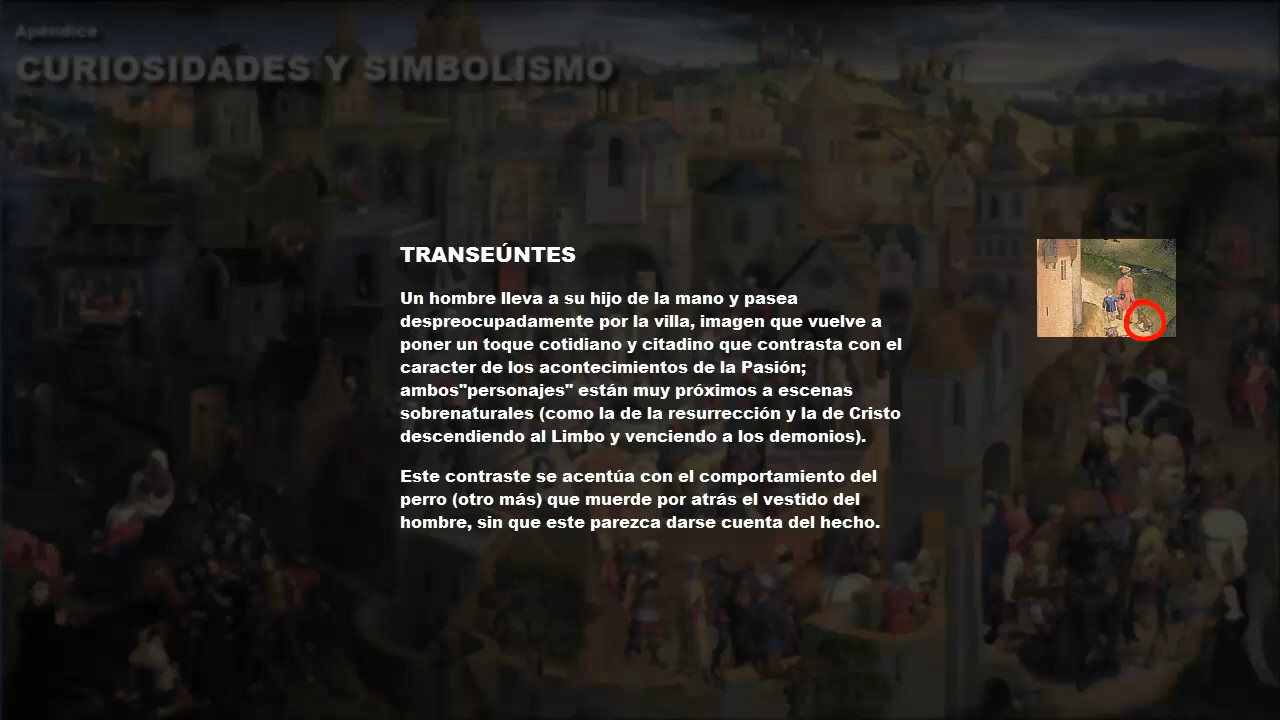 Apéndice
CURIOSIDADES Y SIMBOLISMO
TRANSEÚNTES
Un hombre lleva a su hijo de la mano y pasea
despreocupadamente por la villa, imagen que vuelve a
poner un toque cotidiano y citadino que contrasta con el
caracter de los acontecimientos de la Pasión;
ambos"personajes" están muy próximos a escenas
sobrenaturales (como la de la resurrección y la de Cristo
descendiendo al Limbo y venciendo a los demonios).
Este contraste se acentúa con el comportamiento del
perro (otro más) que muerde por atrás el vestido del
hombre, sin que este parezca darse cuenta del hecho.